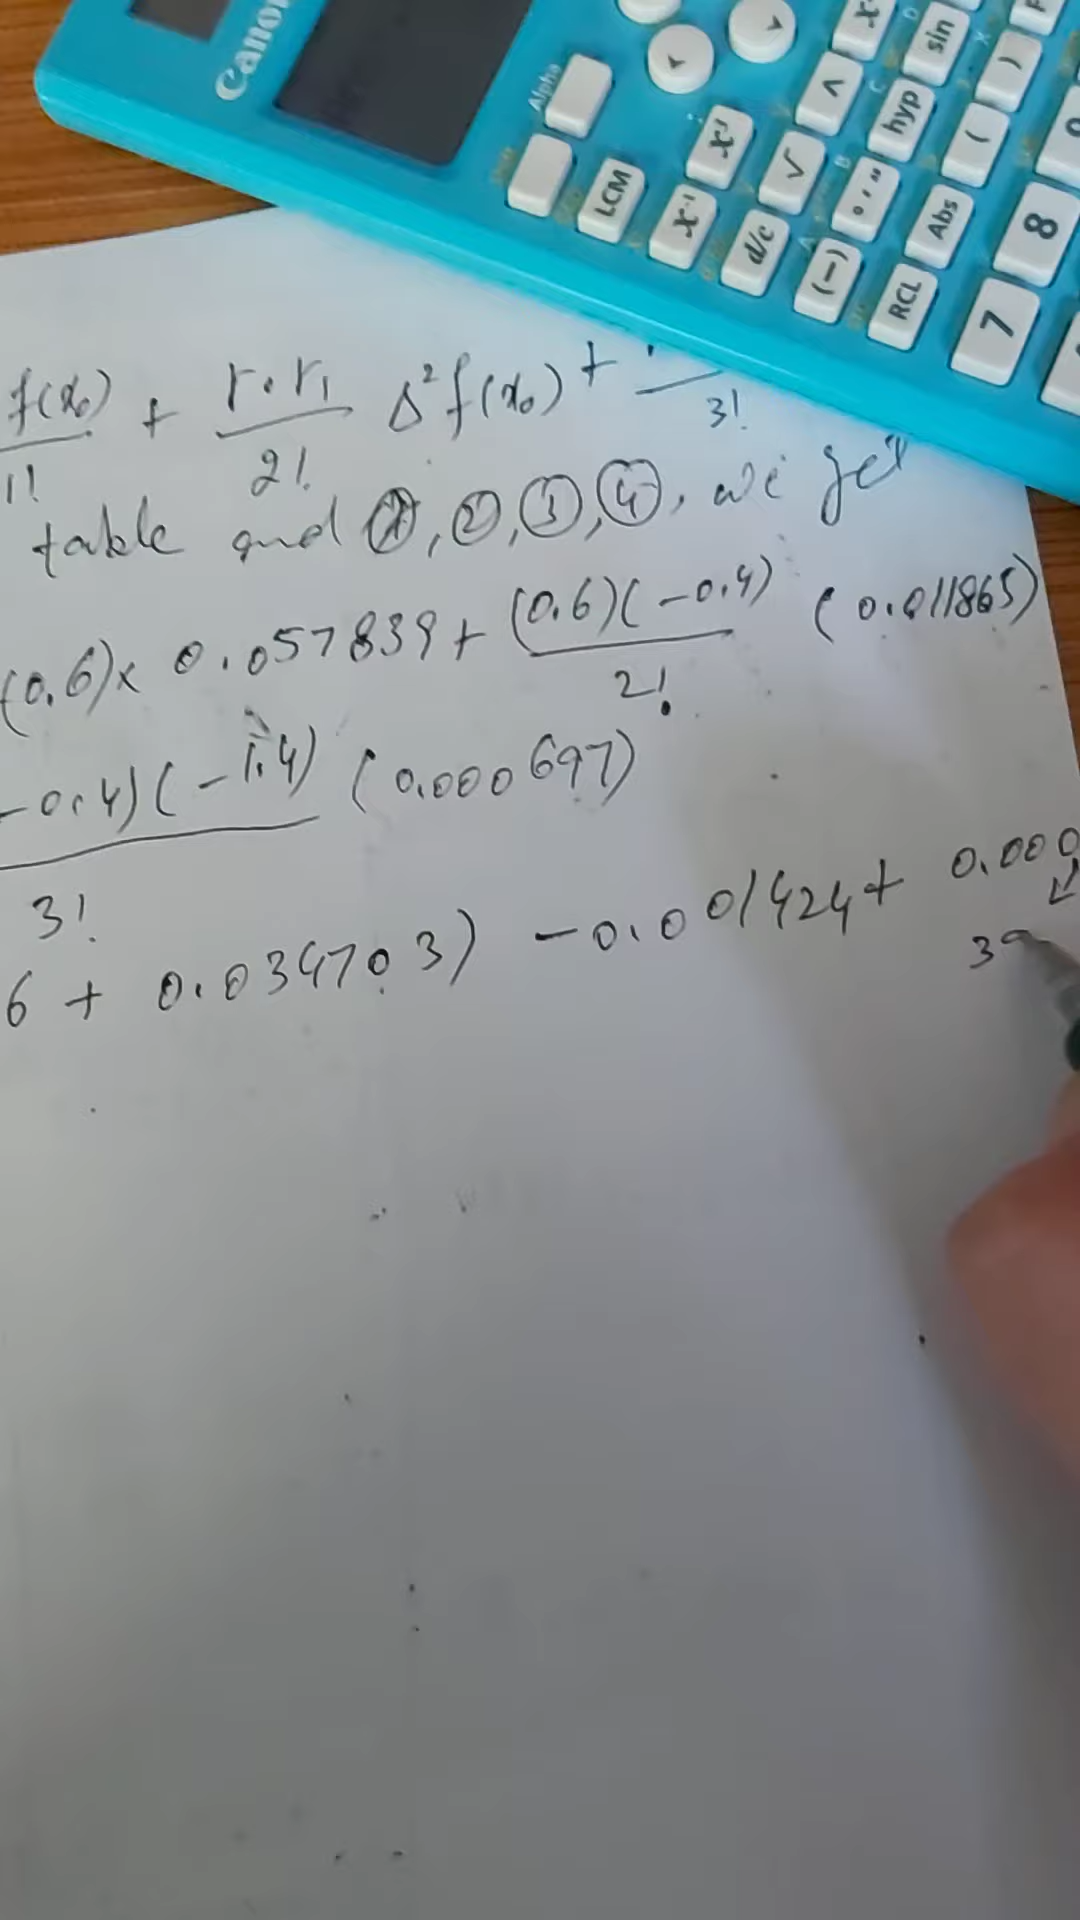 Canon
Alpha
LCM
x⁻¹
d/c
√
(−)
° ' "
hyp
sin
RCL
Abs
(
)
7
8
f(x₀) + r·r₁ Δ²f(x₀) +
1! 2! 3!
table and ①, ②, ③, ④, we get
(0.6)x 0.057839 + (0.6)(-0.4) (0.011865)
2!
-0.4)(-1.4) (0.000697)
3!
6 + 0.034703) -0.001424 + 0.000
39